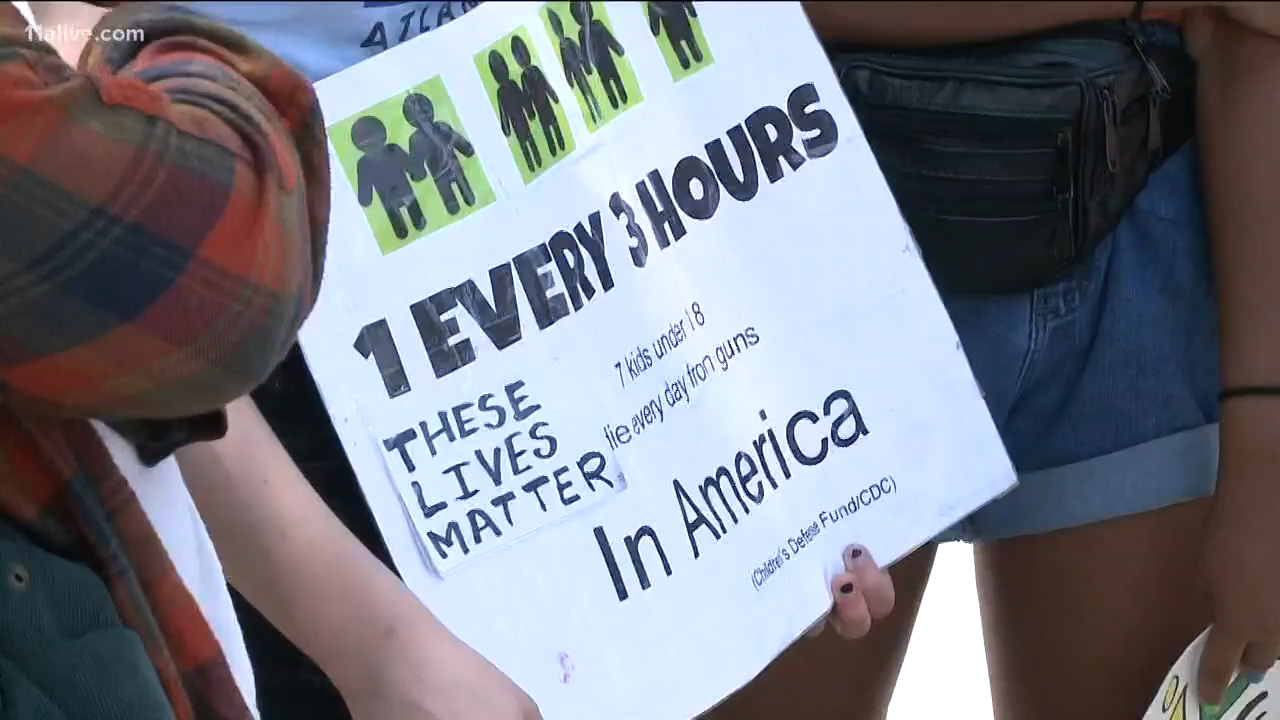 11alive.com
ATLAN
1 EVERY 3 HOURS
7 kids under 18
die every day from guns
THESE
LIVES
MATTER
In America
(Children's Defense Fund/CDC)